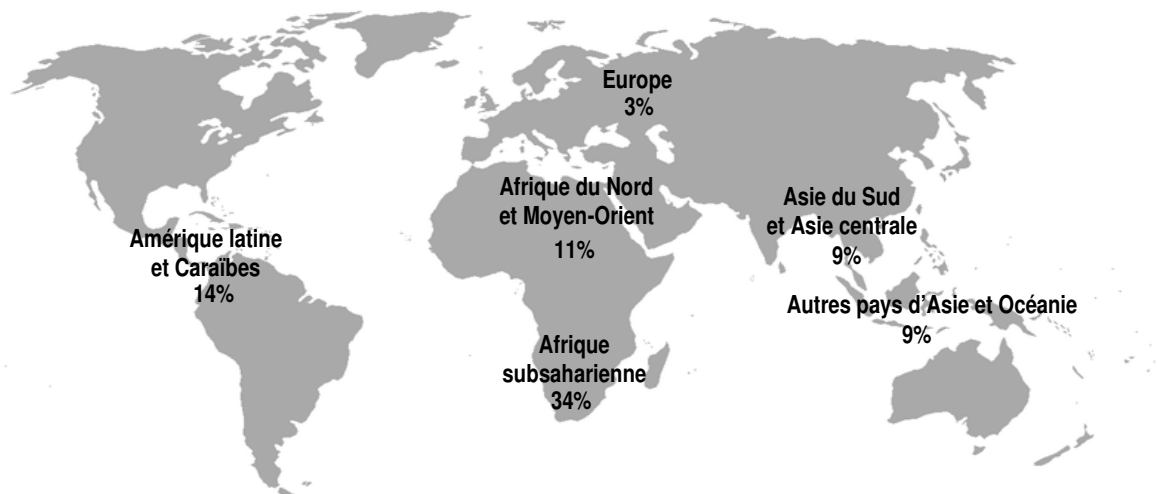 Europe
3%
Afrique du Nord
et Moyen-Orient
11%
Asie du Sud
et Asie centrale
9%
Amérique latine
et Caraïbes
14%
Autres pays d'Asie et Océanie
9%
Afrique
subsaharienne
34%